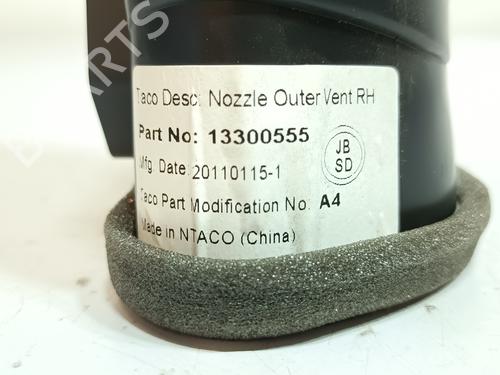 Taco Desc: Nozzle Outer Vent RH
Part No: 13300555
Mfg. Date: 20110115-1
JB
SD
Taco Part Modification No: A4
Made in NTACO (China)
PARTS